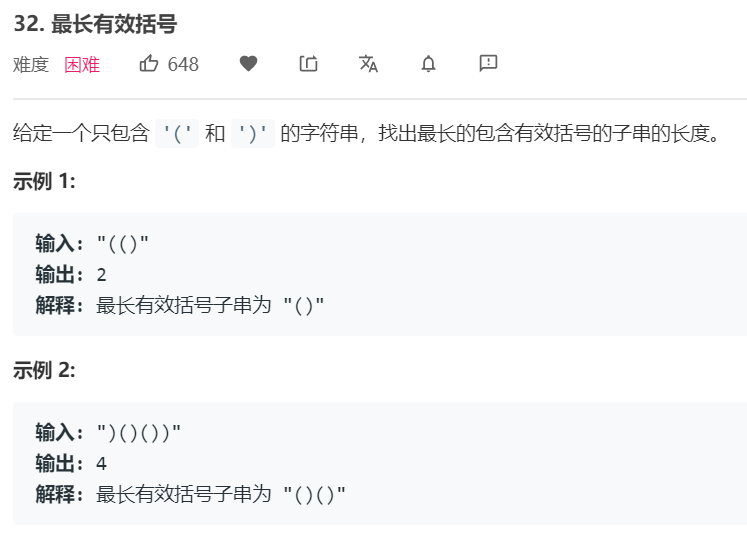 32. 最长有效括号
难度 困难 648
给定一个只包含 '(' 和 ')' 的字符串，找出最长的包含有效括号的子串的长度。
示例 1:
输入: "(()"
输出: 2
解释: 最长有效括号子串为 "()"
示例 2:
输入: ")()())"
输出: 4
解释: 最长有效括号子串为 "()()"